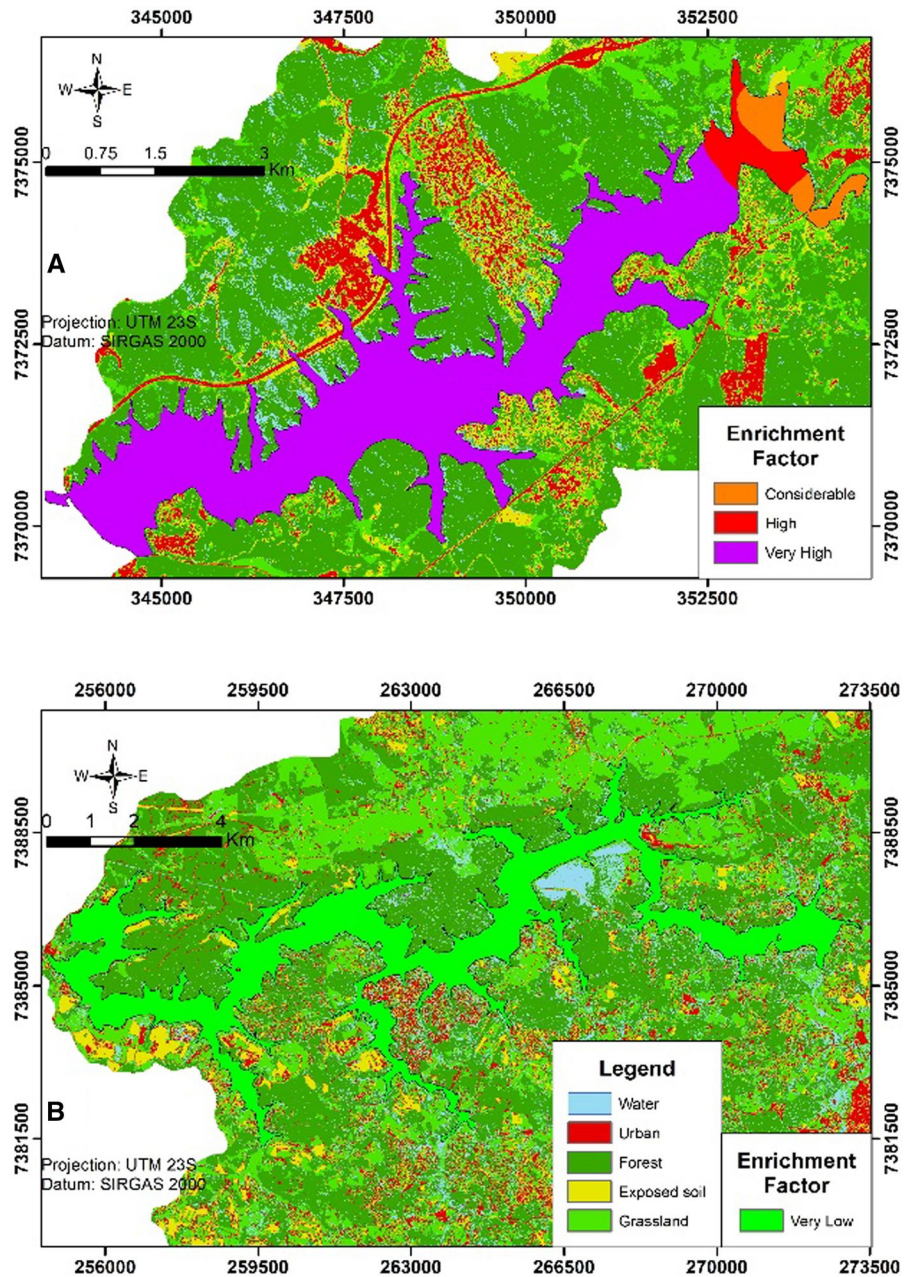 345000 347500 350000 352500
N
W E
S
0 0.75 1.5 3
Km
7375000
7375000
A
Projection: UTM 23S
Datum: SIRGAS 2000
7372500
7372500
Enrichment
Factor
Considerable
High
Very High
7370000
7370000
345000 347500 350000 352500
256000 259500 263000 266500 270000 273500
N
W E
S
0 1 2 4
Km
7388500
7388500
7385000
7385000
B
7381500
7381500
Projection: UTM 23S
Datum: SIRGAS 2000
Legend
Water
Urban
Forest
Exposed soil
Grassland
Enrichment
Factor
Very Low
256000 259500 263000 266500 270000 273500